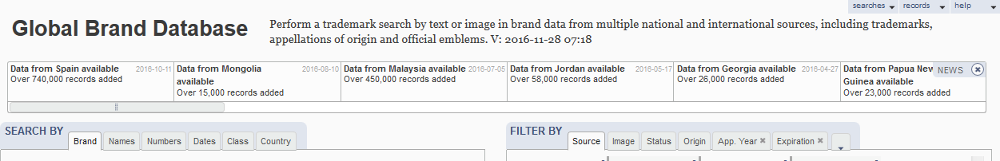 searches records help
Global Brand Database
Perform a trademark search by text or image in brand data from multiple national and international sources, including trademarks,
appellations of origin and official emblems. V: 2016-11-28 07:18
Data from Spain available 2016-10-11
Over 740,000 records added
Data from Mongolia 2016-08-10
available
Over 15,000 records added
Data from Malaysia available 2016-07-05
Over 450,000 records added
Data from Jordan available 2016-05-17
Over 58,000 records added
Data from Georgia available 2016-04-27
Over 26,000 records added
Data from Papua New
Guinea available
Over 23,000 records added
NEWS
SEARCH BY Brand Names Numbers Dates Class Country
FILTER BY Source Image Status Origin App. Year Expiration